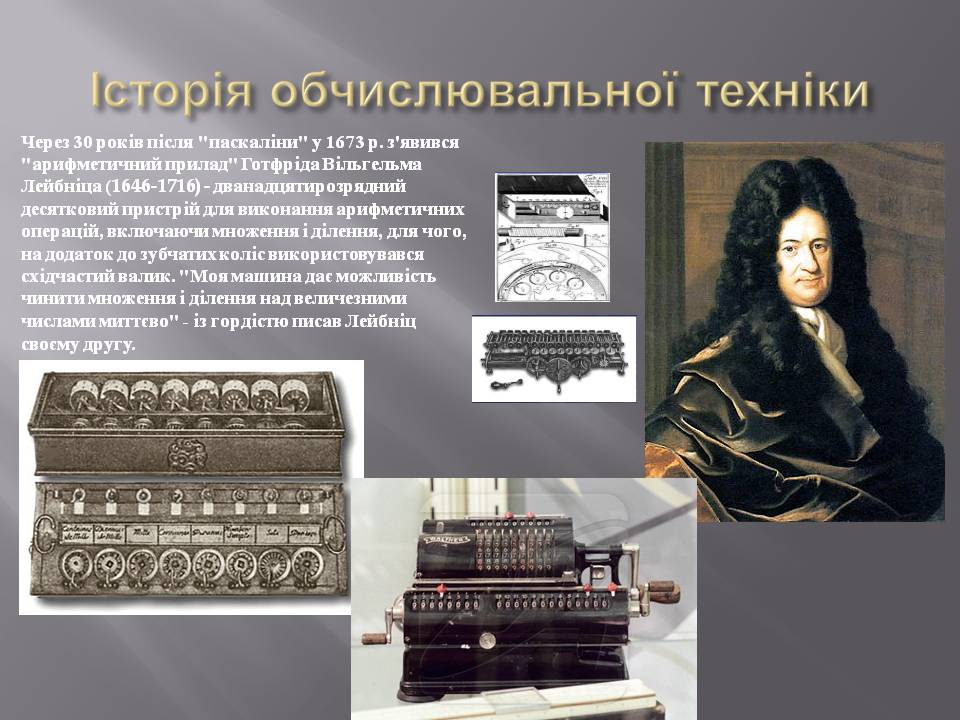 Історія обчислювальної техніки
Через 30 років після "паскаліни" у 1673 р. з'явився
"арифметичний прилад" Готфріда Вільгельма
Лейбніца (1646-1716) - дванадцятирозрядний
десятковий пристрій для виконання арифметичних
операцій, включаючи множення і ділення, для чого,
на додаток до зубчатих коліс використовувався
східчастий валик. "Моя машина дає можливість
чинити множення і ділення над величезними
числами миттєво" - із гордістю писав Лейбніц
своєму другу.
WALTHER